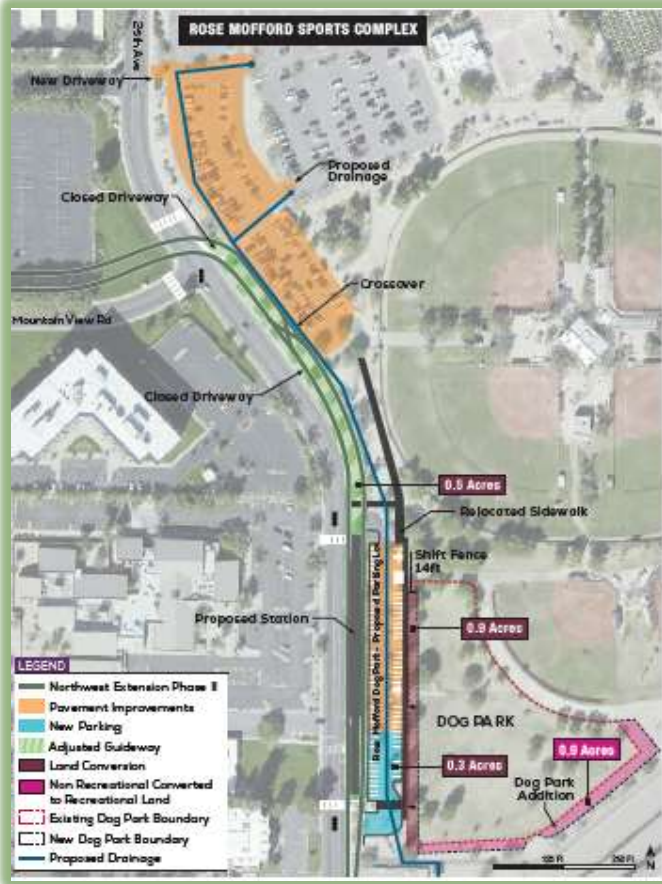 ROSE MOFFORD SPORTS COMPLEX
New Driveway
Proposed
Drainage
Closed Driveway
Crossover
Mountain View Rd
Closed Driveway
0.5 Acres
Relocated Sidewalk
Shift Fence
14ft
Rose Mofford Dog Park - Proposed Parking Lot
Proposed Station
0.9 Acres
DOG PARK
0.9 Acres
0.3 Acres
Dog Park
Addition
LEGEND
Northwest Extension Phase II
Pavement Improvements
New Parking
Adjusted Guideway
Land Conversion
Non Recreational Converted
to Recreational Land
Existing Dog Park Boundary
New Dog Park Boundary
Proposed Drainage
N